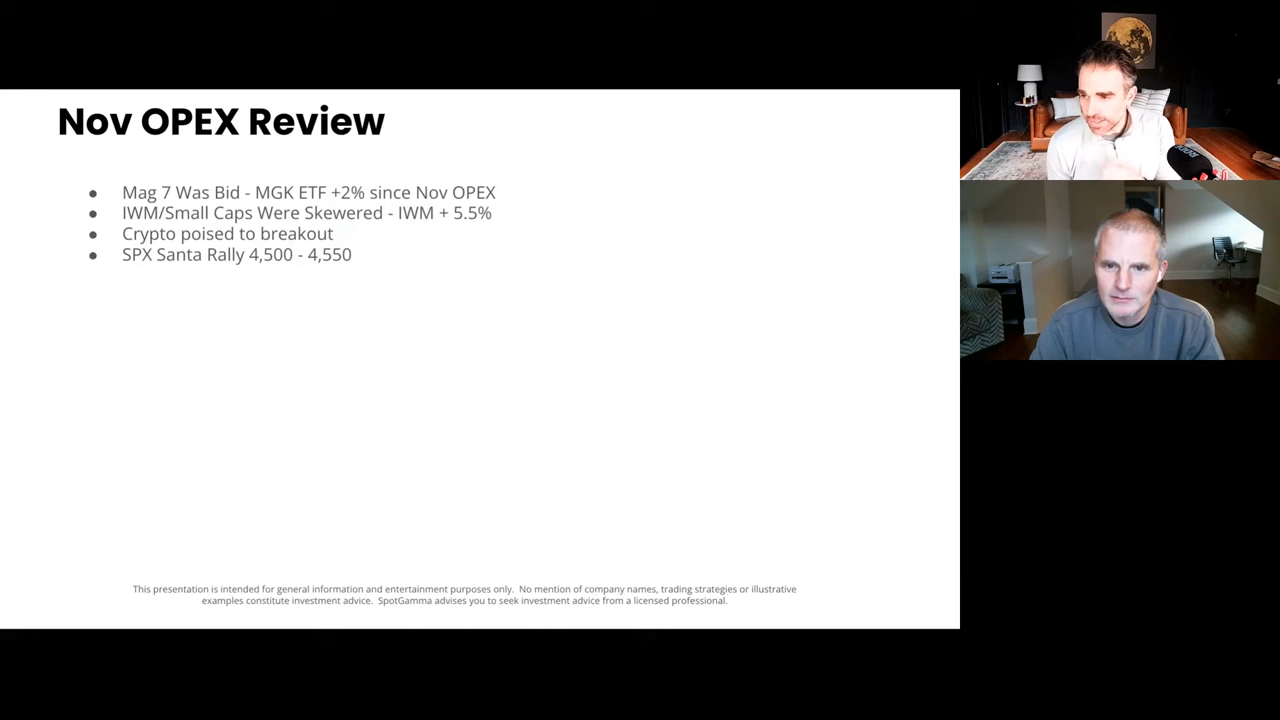 Nov OPEX Review
● Mag 7 Was Bid - MGK ETF +2% since Nov OPEX
● IWM/Small Caps Were Skewered - IWM + 5.5%
● Crypto poised to breakout
● SPX Santa Rally 4,500 - 4,550
This presentation is intended for general information and entertainment purposes only.  No mention of company names, trading strategies or illustrative
examples constitute investment advice.  SpotGamma advises you to seek investment advice from a licensed professional.